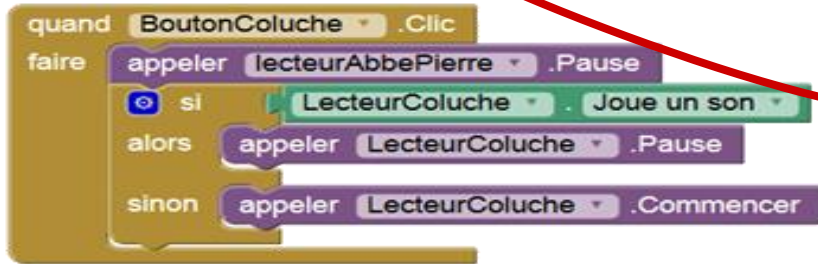 quand BoutonColuche .Clic
faire appeler lecteurAbbePierre .Pause
si LecteurColuche . Joue un son
alors appeler LecteurColuche .Pause
sinon appeler LecteurColuche .Commencer